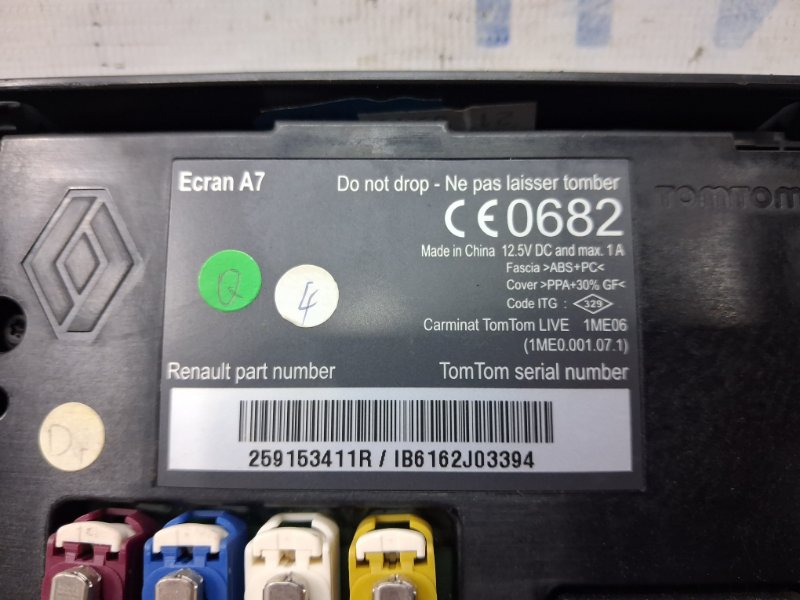 Ecran A7
Do not drop - Ne pas laisser tomber
CE 0682
Made in China 12.5V DC and max. 1 A
Fascia >ABS+PC<
Cover >PPA+30% GF<
Code ITG : 329
Carminat TomTom LIVE 1ME06
(1ME0.001.07.1)
Renault part number
TomTom serial number
259153411R / IB6162J03394
TOMTOM
Q
4